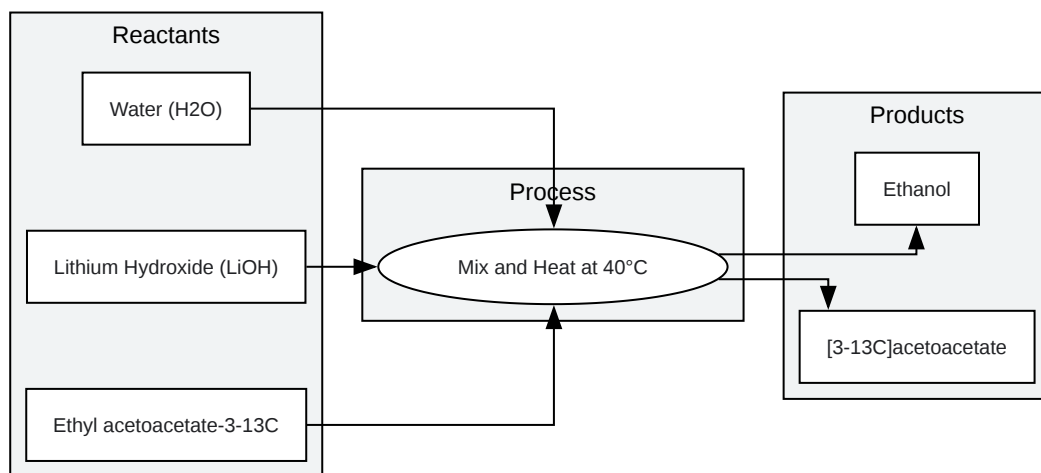 Reactants
Water (H2O)
Lithium Hydroxide (LiOH)
Ethyl acetoacetate-3-13C
Process
Mix and Heat at 40°C
Products
Ethanol
[3-13C]acetoacetate